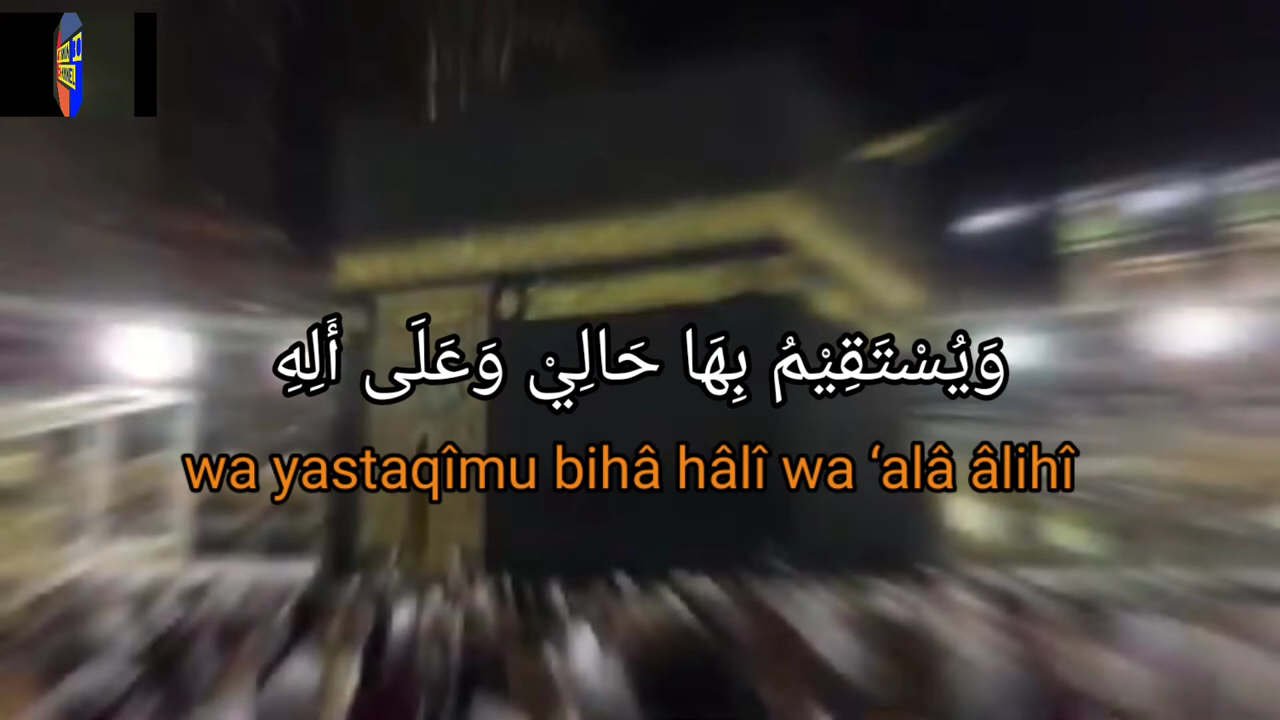 وَيُسْتَقِيْمُ بِهَا حَالِيْ وَعَلَى أَلِهِ
wa yastaqîmu bihâ hâlî wa ‘alâ âlihî